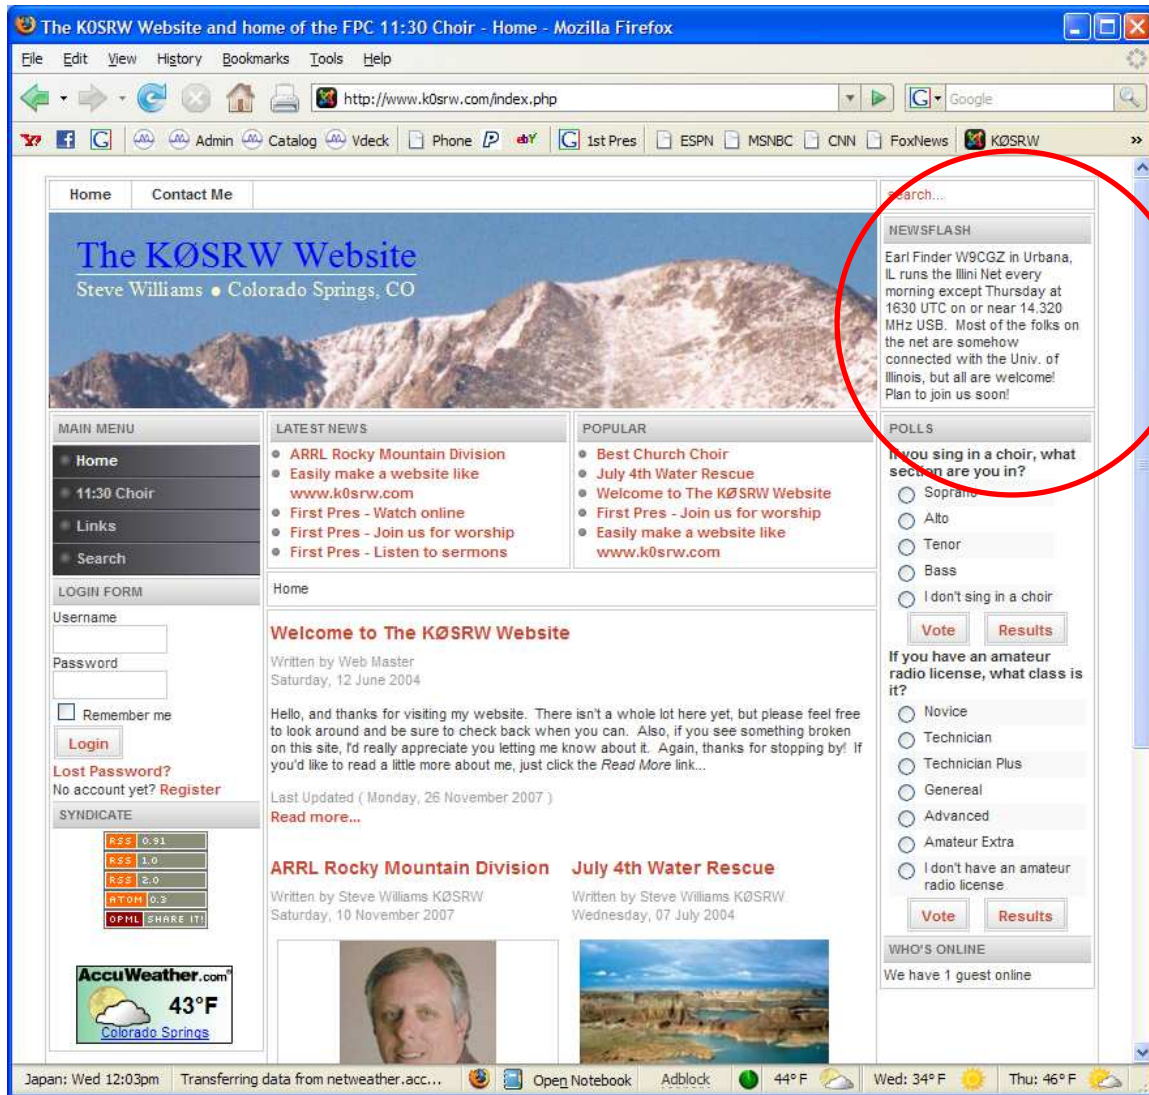 The K0SRW Website and home of the FPC 11:30 Choir - Home - Mozilla Firefox
File Edit View History Bookmarks Tools Help
http://www.k0srw.com/index.php
Google
Admin Catalog Vdeck Phone ebY 1st Pres ESPN MSNBC CNN FoxNews KØSRW »
Home Contact Me
search...
The KØSRW Website
Steve Williams ● Colorado Springs, CO
NEWSFLASH
Earl Finder W9CGZ in Urbana,
IL runs the Illini Net every
morning except Thursday at
1630 UTC on or near 14.320
MHz USB. Most of the folks on
the net are somehow
connected with the Univ. of
Illinois, but all are welcome!
Plan to join us soon!
MAIN MENU
Home
11:30 Choir
Links
Search
LOGIN FORM
Username
Password
Remember me
Login
Lost Password?
No account yet? Register
SYNDICATE
RSS 0.91
RSS 1.0
RSS 2.0
ATOM 0.3
OPML SHARE IT!
AccuWeather.com®
43°F
Colorado Springs
LATEST NEWS
ARRL Rocky Mountain Division
Easily make a website like
www.k0srw.com
First Pres - Watch online
First Pres - Join us for worship
First Pres - Listen to sermons
POPULAR
Best Church Choir
July 4th Water Rescue
Welcome to The KØSRW Website
First Pres - Join us for worship
Easily make a website like
www.k0srw.com
Home
Welcome to The KØSRW Website
Written by Web Master
Saturday, 12 June 2004
Hello, and thanks for visiting my website. There isn't a whole lot here yet, but please feel free
to look around and be sure to check back when you can. Also, if you see something broken
on this site, I'd really appreciate you letting me know about it. Again, thanks for stopping by! If
you'd like to read a little more about me, just click the Read More link...
Last Updated ( Monday, 26 November 2007 )
Read more...
ARRL Rocky Mountain Division
Written by Steve Williams KØSRW
Saturday, 10 November 2007
July 4th Water Rescue
Written by Steve Williams KØSRW
Wednesday, 07 July 2004
POLLS
If you sing in a choir, what
section are you in?
Soprano
Alto
Tenor
Bass
I don't sing in a choir
Vote Results
If you have an amateur
radio license, what class is
it?
Novice
Technician
Technician Plus
Genereal
Advanced
Amateur Extra
I don't have an amateur
radio license
Vote Results
WHO'S ONLINE
We have 1 guest online
Japan: Wed 12:03pm Transferring data from netweather.acc... Open Notebook Adblock 44°F Wed: 34°F Thu: 46°F